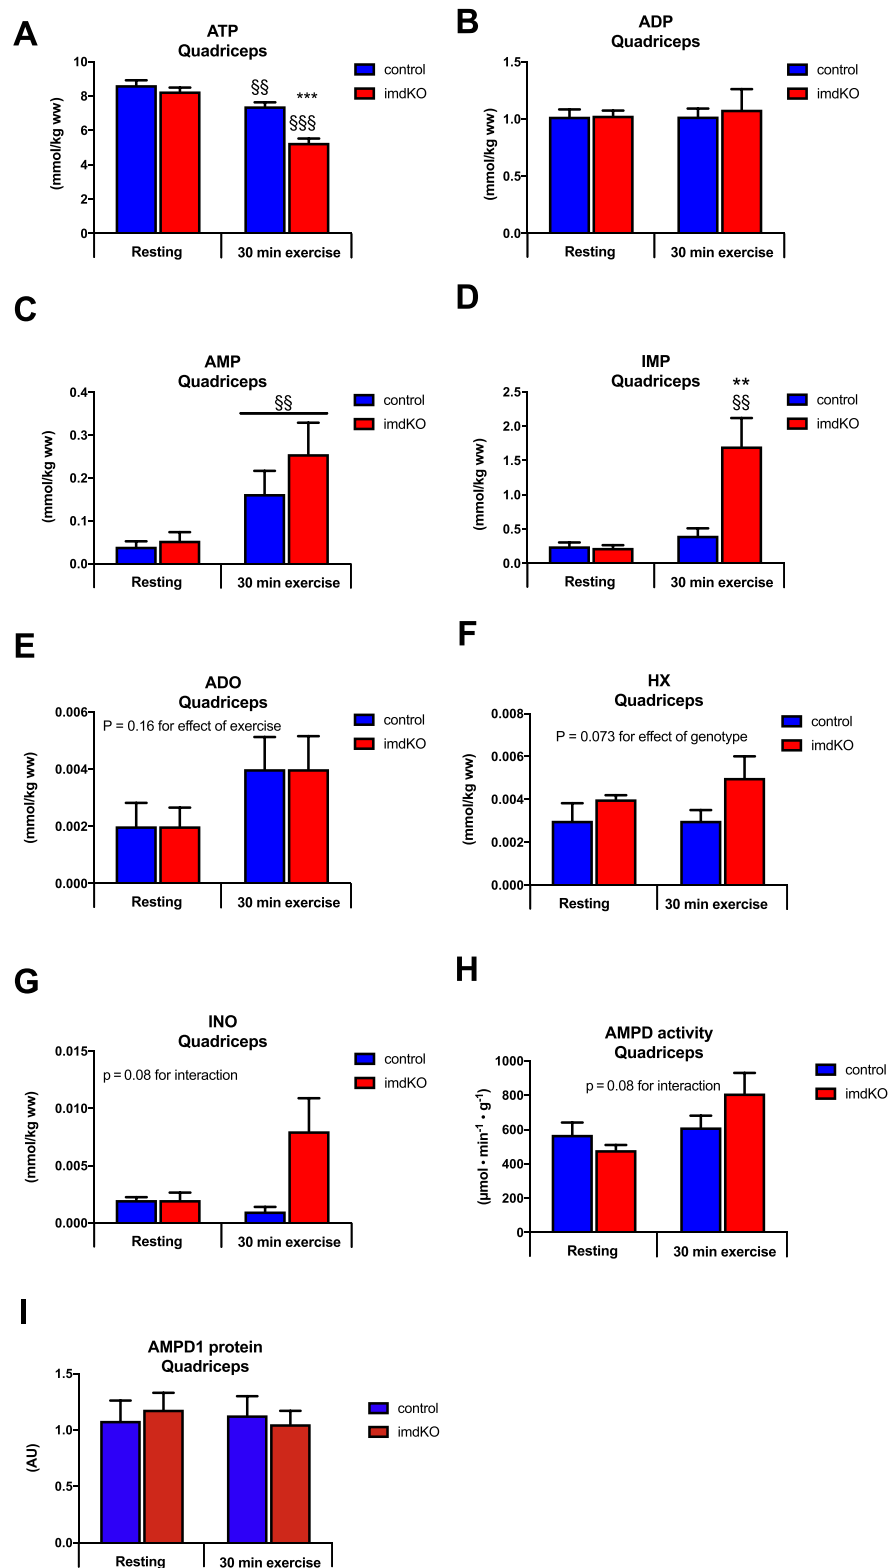 A
ATP
Quadriceps
(mmol/kg ww)
10
8
6
4
2
0
§§
***
§§§
control
imdKO
Resting
30 min exercise
B
ADP
Quadriceps
(mmol/kg ww)
1.5
1.0
0.5
0.0
control
imdKO
Resting
30 min exercise
C
AMP
Quadriceps
(mmol/kg ww)
0.4
0.3
0.2
0.1
0.0
§§
control
imdKO
Resting
30 min exercise
D
IMP
Quadriceps
(mmol/kg ww)
2.5
2.0
1.5
1.0
0.5
0.0
**
§§
control
imdKO
Resting
30 min exercise
E
ADO
Quadriceps
(mmol/kg ww)
0.006
0.004
0.002
0.000
P = 0.16 for effect of exercise
control
imdKO
Resting
30 min exercise
F
HX
Quadriceps
(mmol/kg ww)
0.008
0.006
0.004
0.002
0.000
P = 0.073 for effect of genotype
control
imdKO
Resting
30 min exercise
G
INO
Quadriceps
(mmol/kg ww)
0.015
0.010
0.005
0.000
p = 0.08 for interaction
control
imdKO
Resting
30 min exercise
H
AMPD activity
Quadriceps
(µmol • min⁻¹ • g⁻¹)
1000
800
600
400
200
0
p = 0.08 for interaction
control
imdKO
Resting
30 min exercise
I
AMPD1 protein
Quadriceps
(AU)
1.5
1.0
0.5
0.0
control
imdKO
Resting
30 min exercise